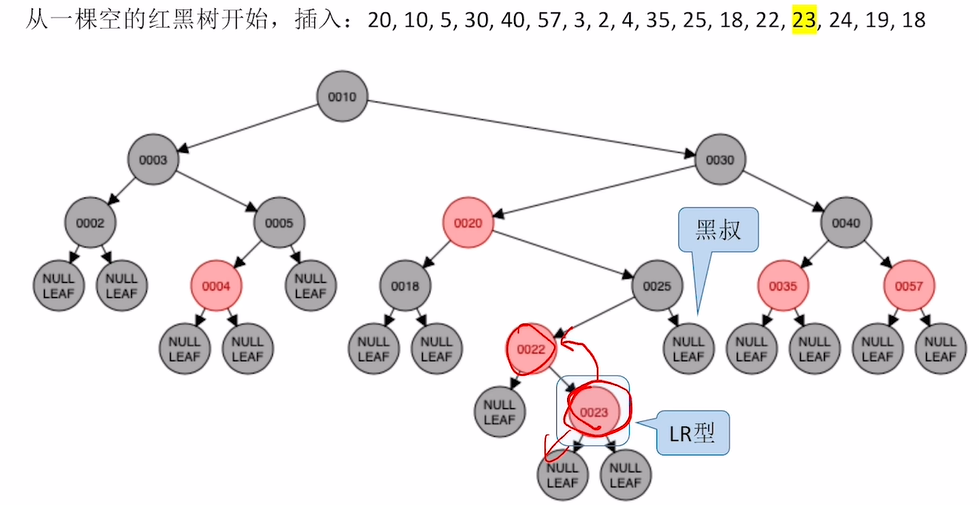 从一棵空的红黑树开始，插入：20, 10, 5, 30, 40, 57, 3, 2, 4, 35, 25, 18, 22, 23, 24, 19, 18
0010
0003
0030
0002
0005
0020
黑叔
0040
NULL LEAF
NULL LEAF
0004
NULL LEAF
0018
0025
0035
0057
NULL LEAF
NULL LEAF
NULL LEAF
NULL LEAF
0022
NULL LEAF
NULL LEAF
NULL LEAF
NULL LEAF
NULL LEAF
NULL LEAF
0023
LR型
NULL LEAF
NULL LEAF